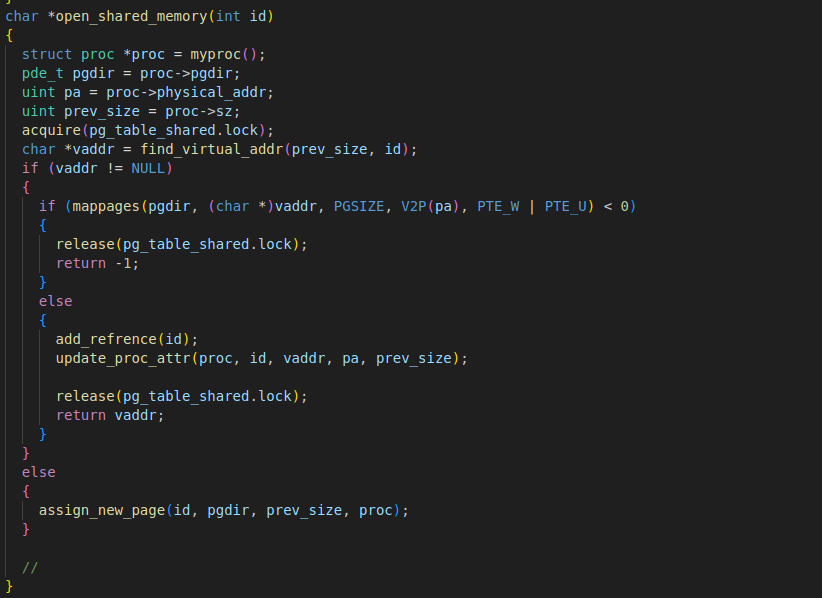 char *open_shared_memory(int id)
{
  struct proc *proc = myproc();
  pde_t pgdir = proc->pgdir;
  uint pa = proc->physical_addr;
  uint prev_size = proc->sz;
  acquire(pg_table_shared.lock);
  char *vaddr = find_virtual_addr(prev_size, id);
  if (vaddr != NULL)
  {
    if (mappages(pgdir, (char *)vaddr, PGSIZE, V2P(pa), PTE_W | PTE_U) < 0)
    {
      release(pg_table_shared.lock);
      return -1;
    }
    else
    {
      add_refrence(id);
      update_proc_attr(proc, id, vaddr, pa, prev_size);

      release(pg_table_shared.lock);
      return vaddr;
    }
  }
  else
  {
    assign_new_page(id, pgdir, prev_size, proc);
  }

  //
}